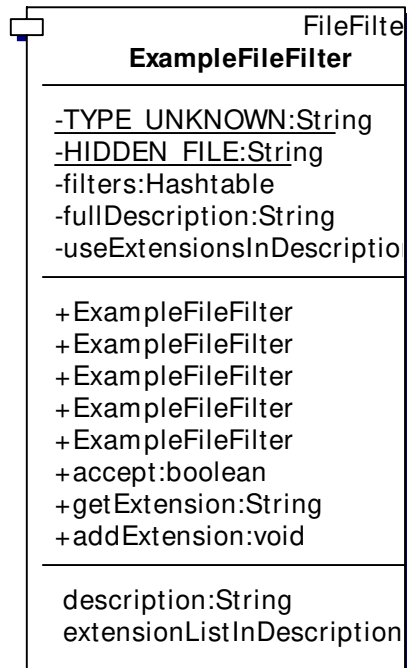 FileFilte
ExampleFileFilter
-TYPE_UNKNOWN:String
-HIDDEN_FILE:String
-filters:Hashtable
-fullDescription:String
-useExtensionsInDescriptio
+ExampleFileFilter
+ExampleFileFilter
+ExampleFileFilter
+ExampleFileFilter
+ExampleFileFilter
+accept:boolean
+getExtension:String
+addExtension:void
description:String
extensionListInDescription